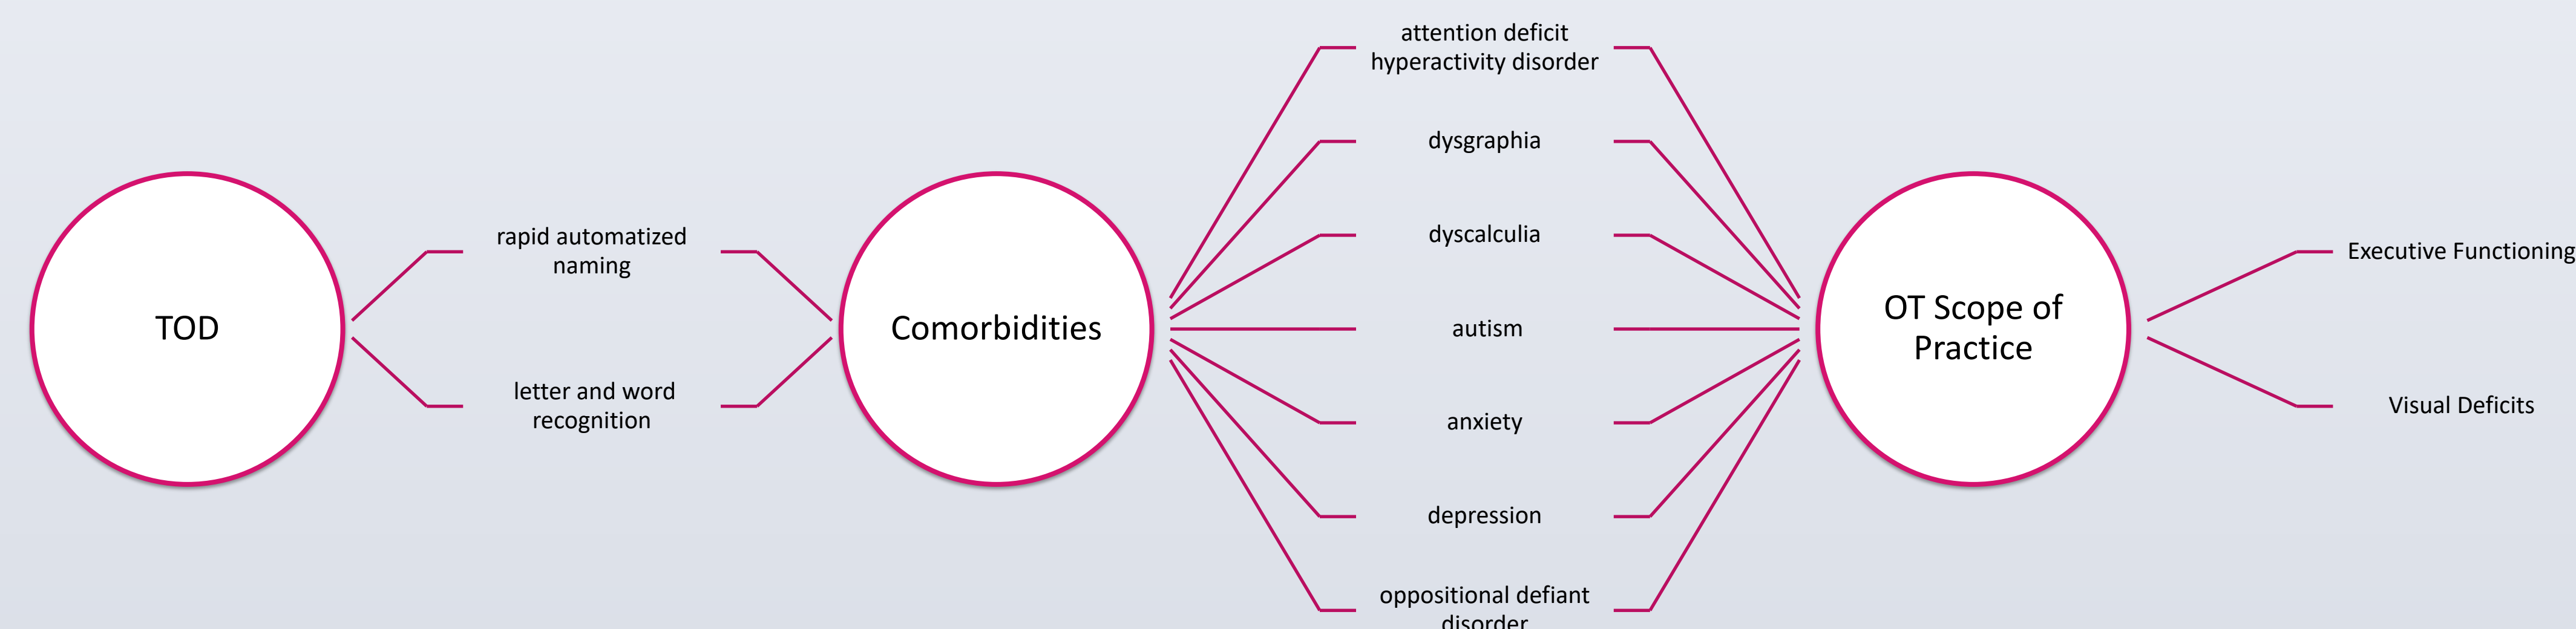 TOD
rapid automatized
naming
letter and word
recognition
Comorbidities
attention deficit
hyperactivity disorder
dysgraphia
dyscalculia
autism
anxiety
depression
oppositional defiant
disorder
OT Scope of
Practice
Executive Functioning
Visual Deficits